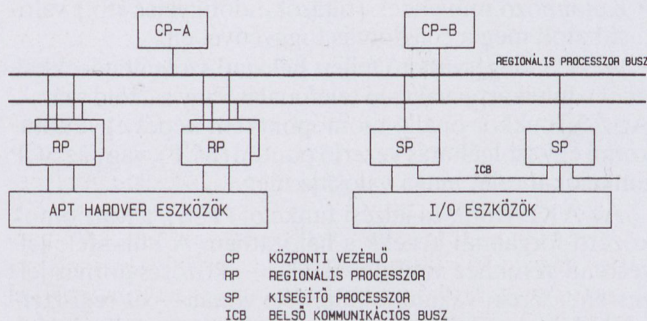 CP-A
CP-B
REGIONÁLIS PROCESSZOR BUSZ
RP
RP
SP
SP
ICB
APT HARDVER ESZKÖZÖK
I/O ESZKÖZÖK
CP KÖZPONTI VEZÉRLŐ
RP REGIONÁLIS PROCESSZOR
SP KISEGÍTŐ PROCESSZOR
ICB BELSŐ KOMMUNIKÁCIÓS BUSZ